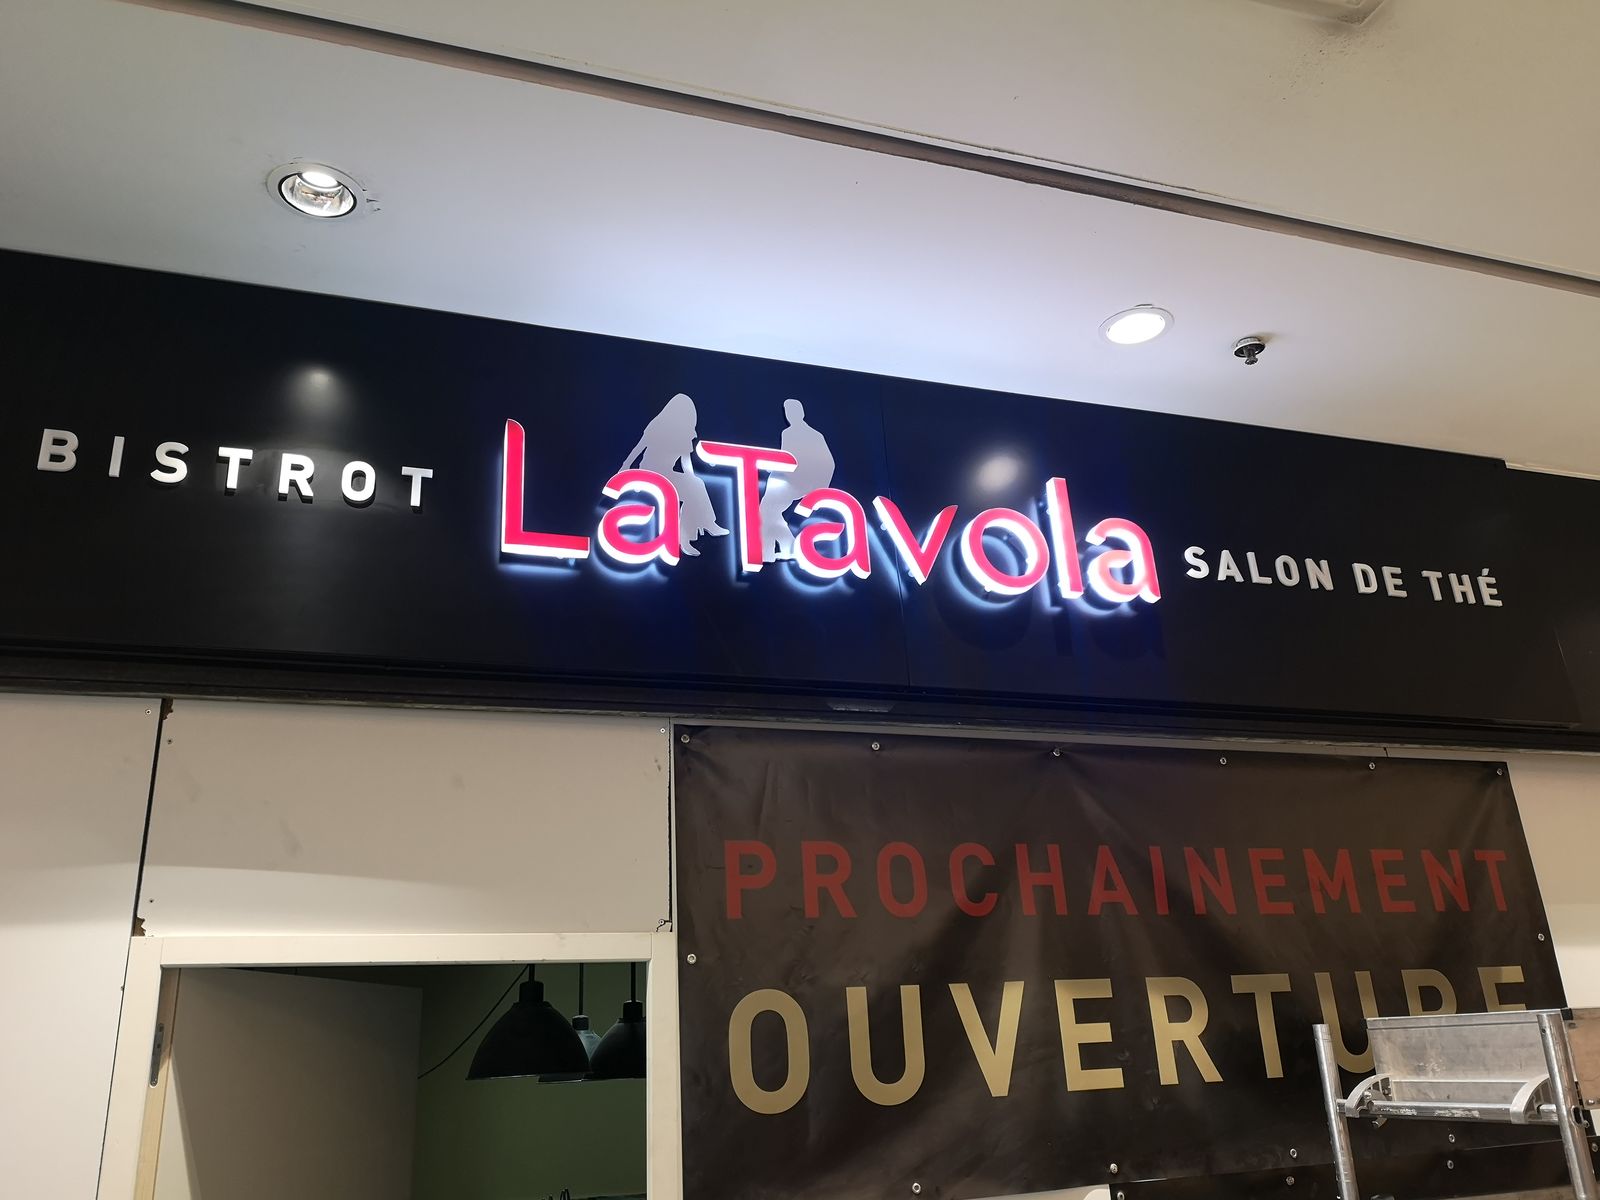 BISTROT La Tavola SALON DE THÉ
PROCHAINEMENT
OUVERTURE